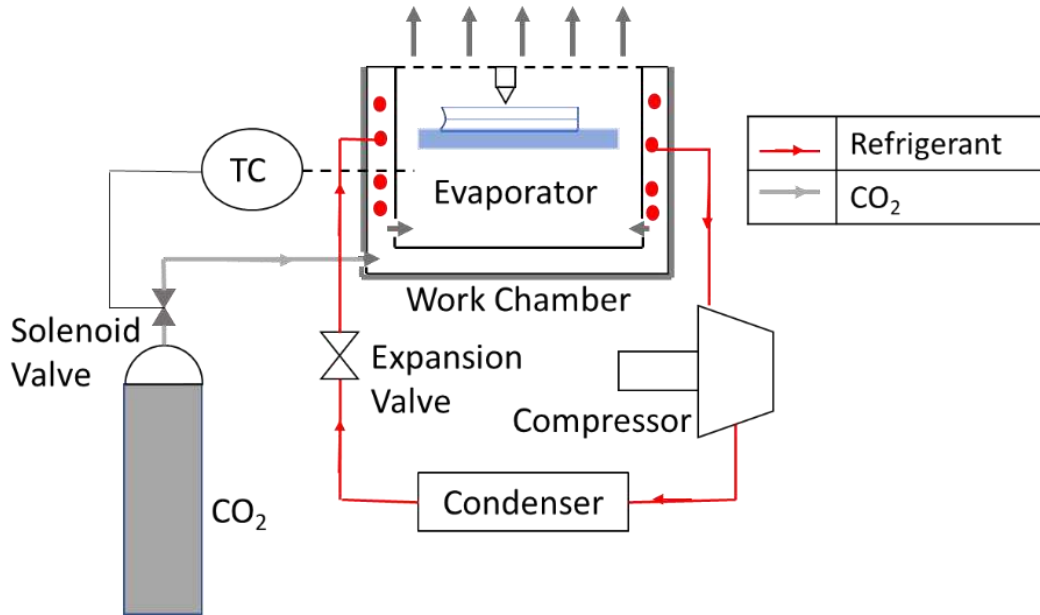 TC
Evaporator
Refrigerant
CO₂
Work Chamber
Solenoid
Valve
Expansion
Valve
Compressor
Condenser
CO₂